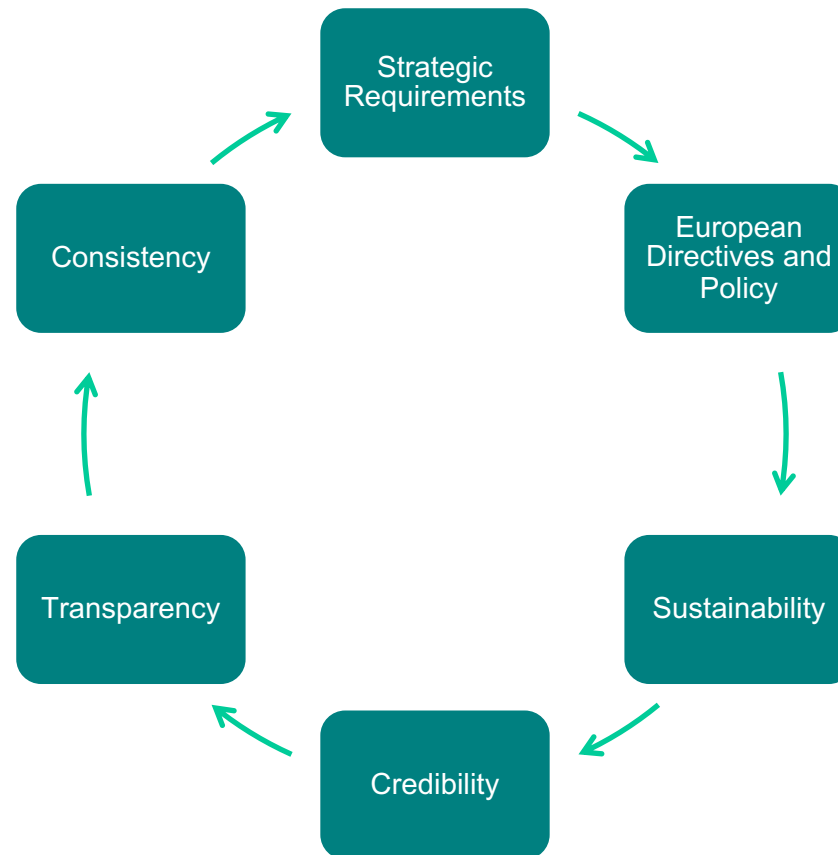 Strategic
Requirements
European
Directives and
Policy
Sustainability
Credibility
Transparency
Consistency